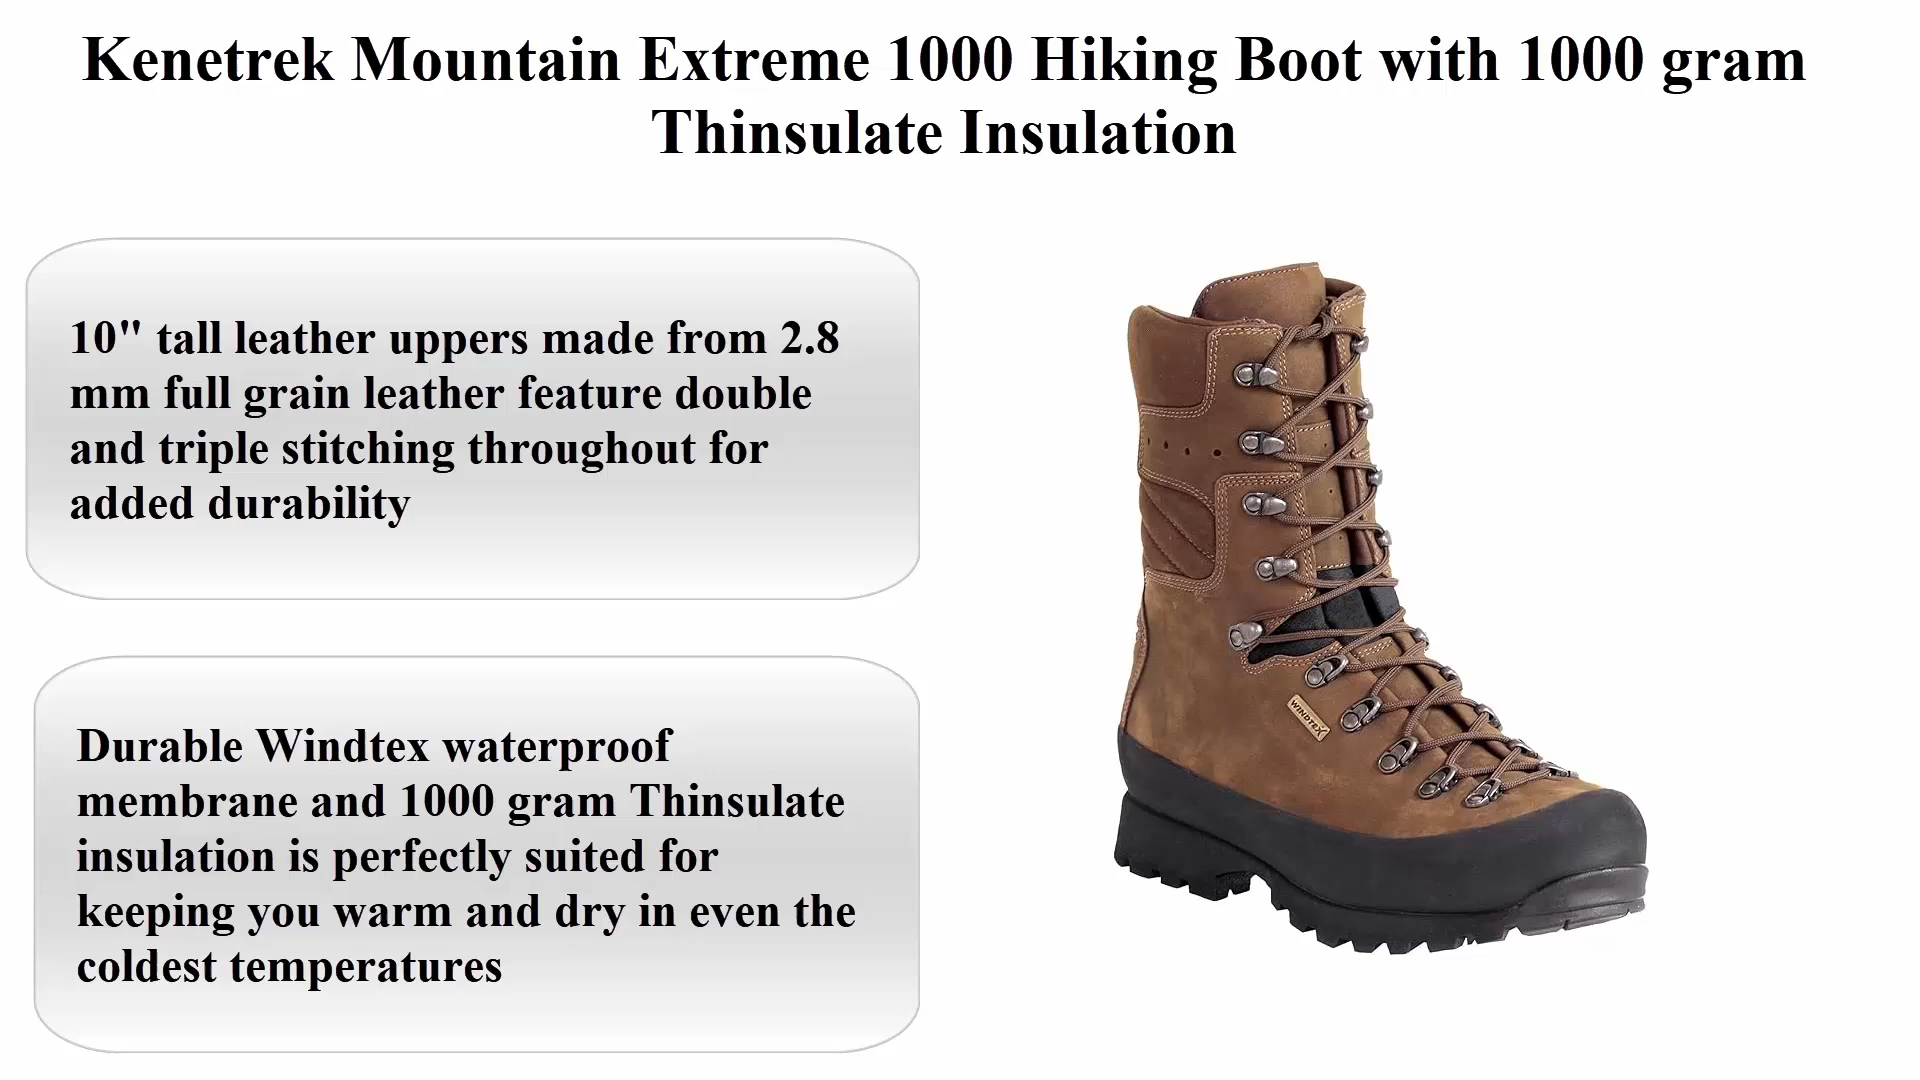 Kenetrek Mountain Extreme 1000 Hiking Boot with 1000 gram
Thinsulate Insulation
10" tall leather uppers made from 2.8
mm full grain leather feature double
and triple stitching throughout for
added durability
Durable Windtex waterproof
membrane and 1000 gram Thinsulate
insulation is perfectly suited for
keeping you warm and dry in even the
coldest temperatures
WINDTEX